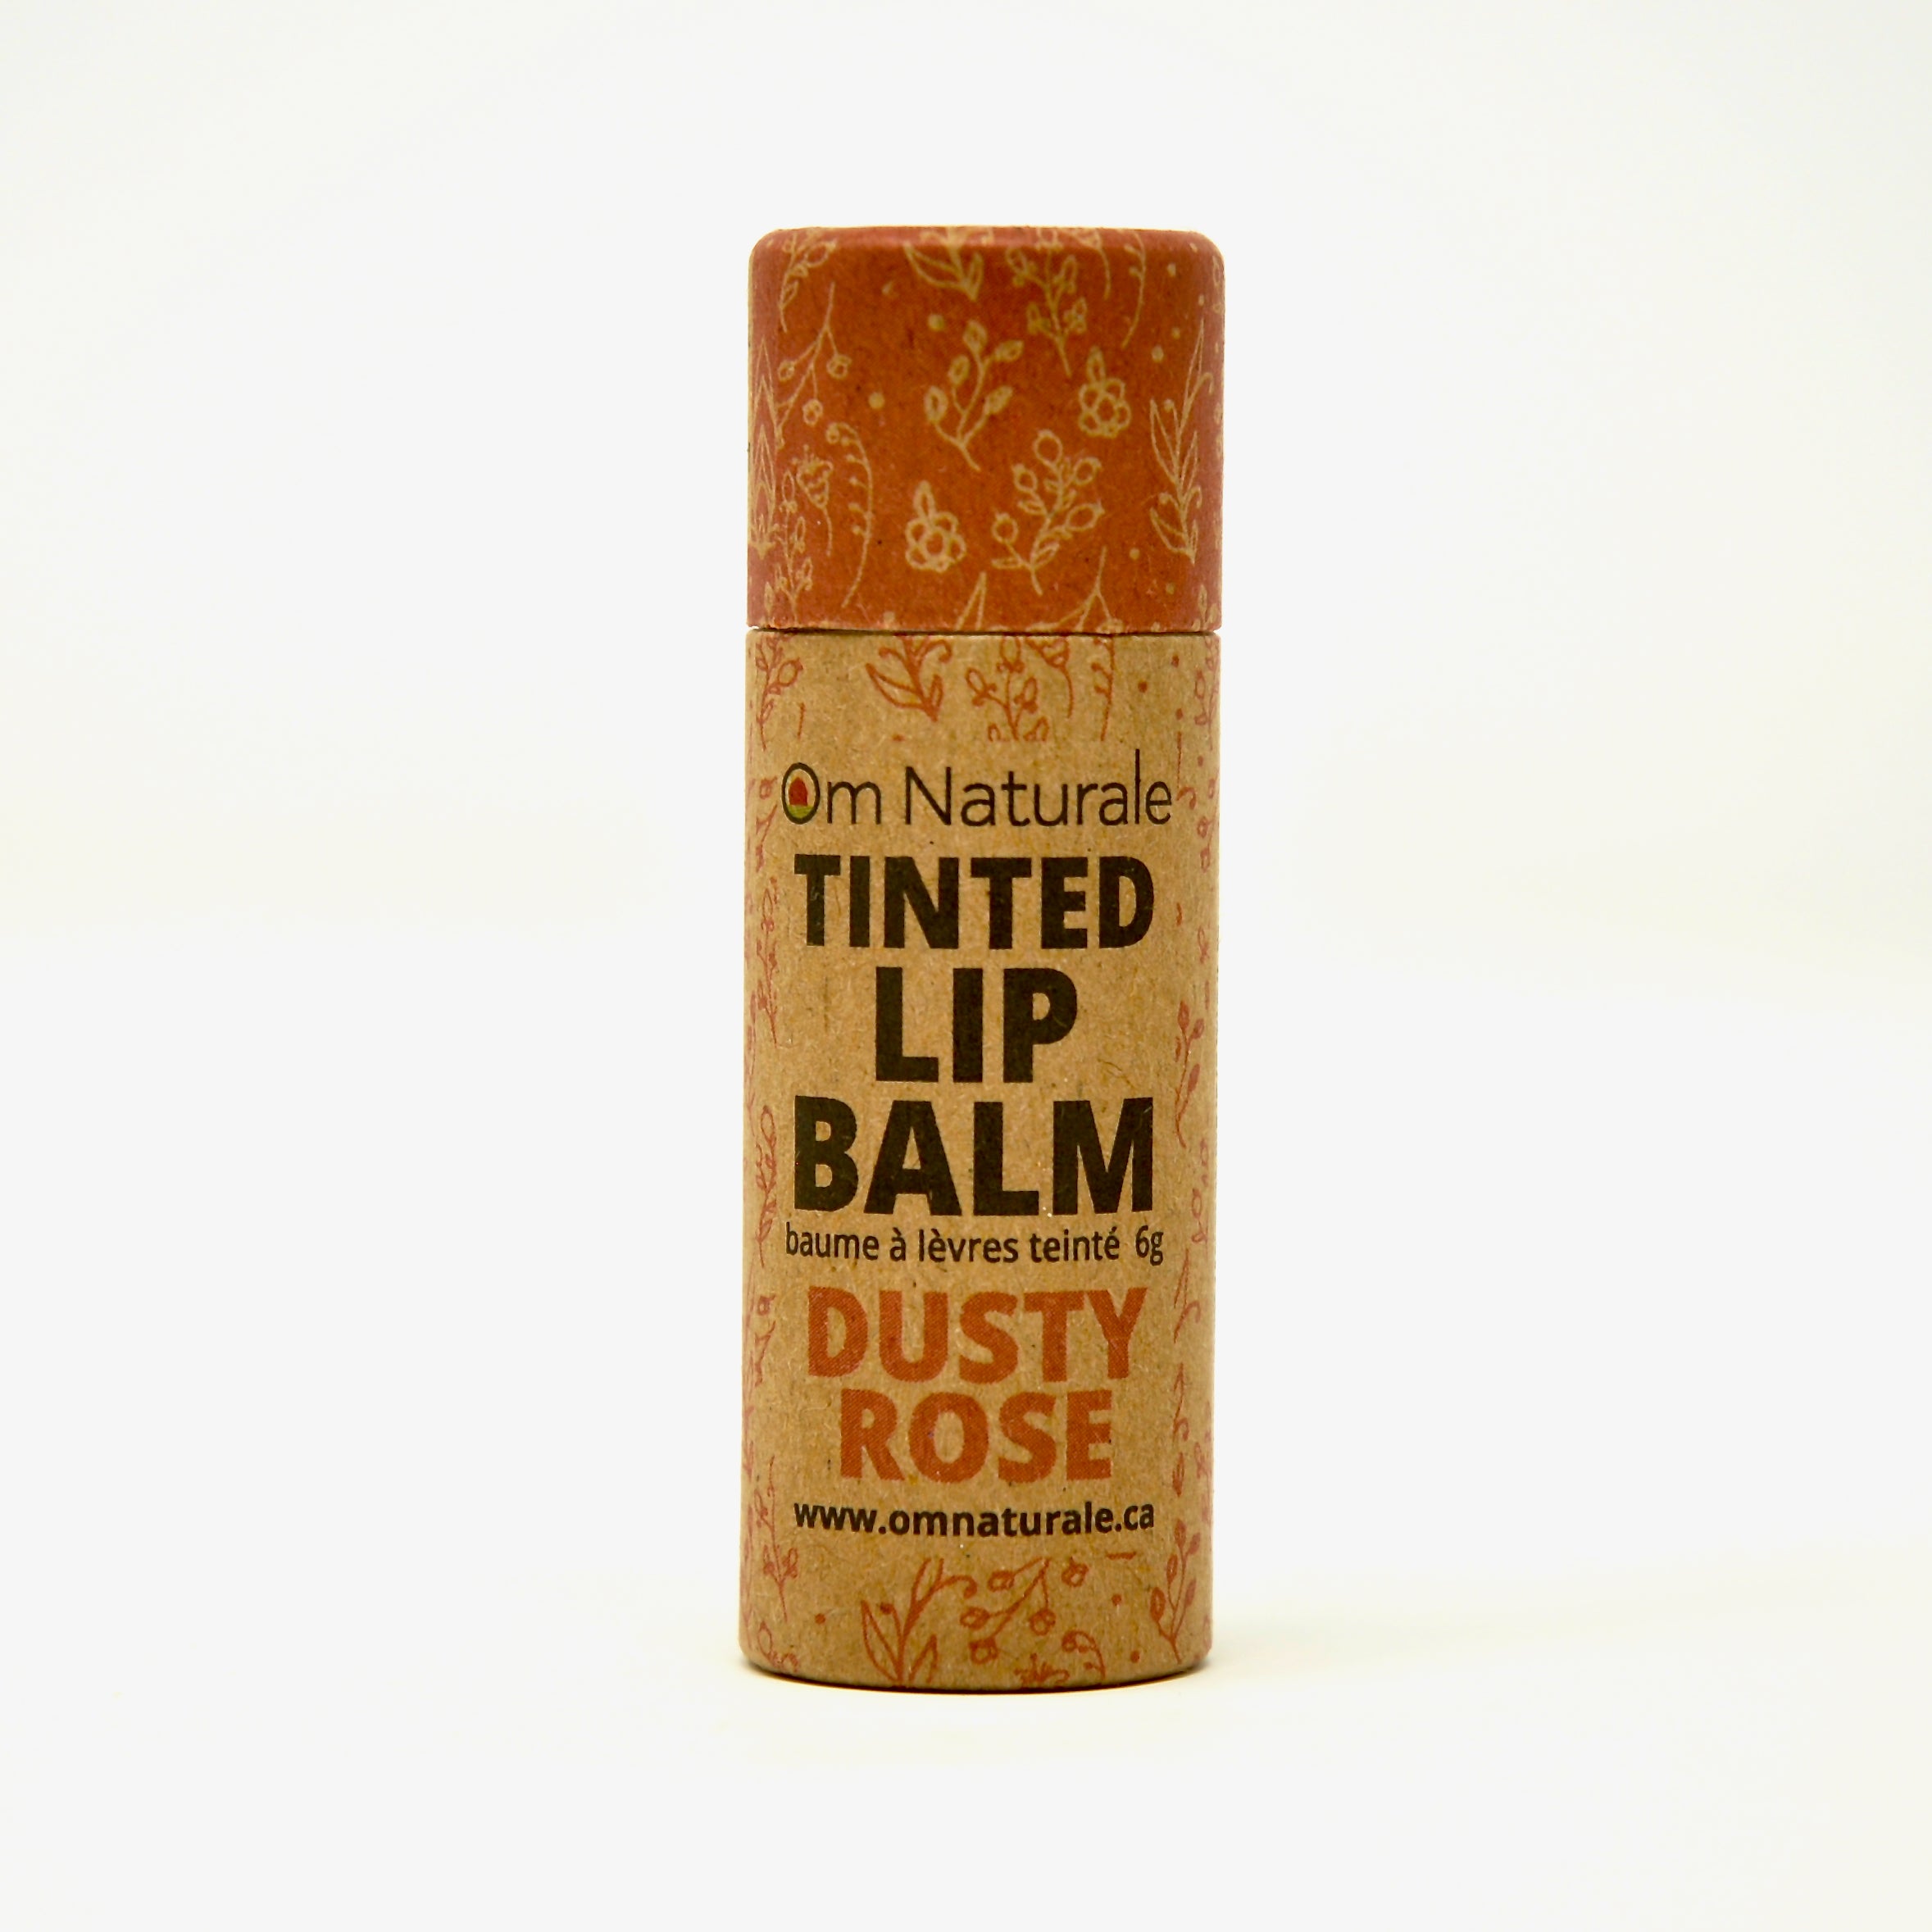 Om Naturale
TINTED
LIP
BALM
baume à lèvres teinté 6g
DUSTY
ROSE
www.omnaturale.ca